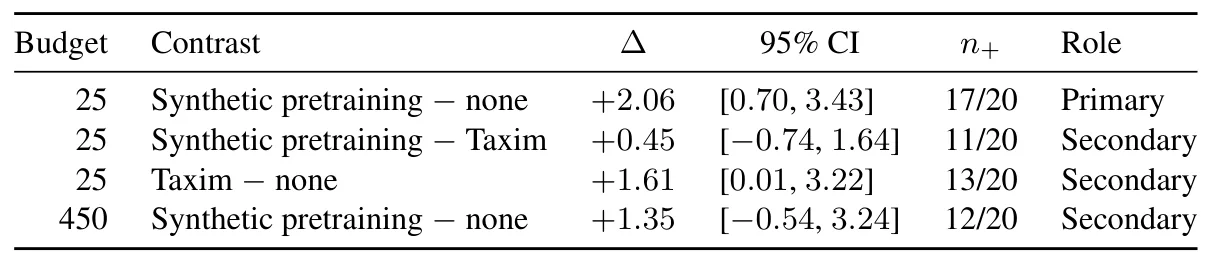 Budget Contrast Δ 95% CI n₊ Role
25 Synthetic pretraining − none +2.06 [0.70, 3.43] 17/20 Primary
25 Synthetic pretraining − Taxim +0.45 [−0.74, 1.64] 11/20 Secondary
25 Taxim − none +1.61 [0.01, 3.22] 13/20 Secondary
450 Synthetic pretraining − none +1.35 [−0.54, 3.24] 12/20 Secondary